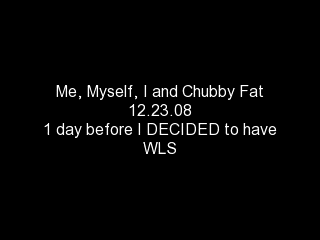 Me, Myself, I and Chubby Fat
12.23.08
1 day before I DECIDED to have
WLS